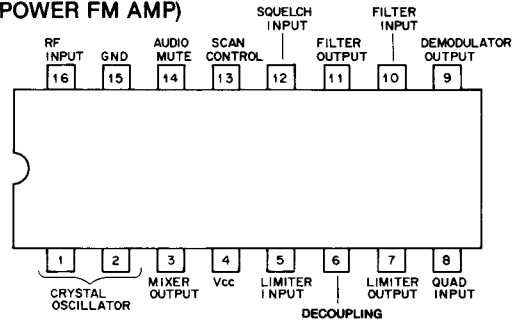 POWER FM AMP)
SQUELCH
INPUT
FILTER
INPUT
RF
INPUT
GND
AUDIO
MUTE
SCAN
CONTROL
FILTER
OUTPUT
DEMODULATOR
OUTPUT
16 15 14 13 12 11 10 9
1 2 3 4 5 6 7 8
CRYSTAL
OSCILLATOR
MIXER
OUTPUT
Vcc
LIMITER
INPUT
DECOUPLING
LIMITER
OUTPUT
QUAD
INPUT